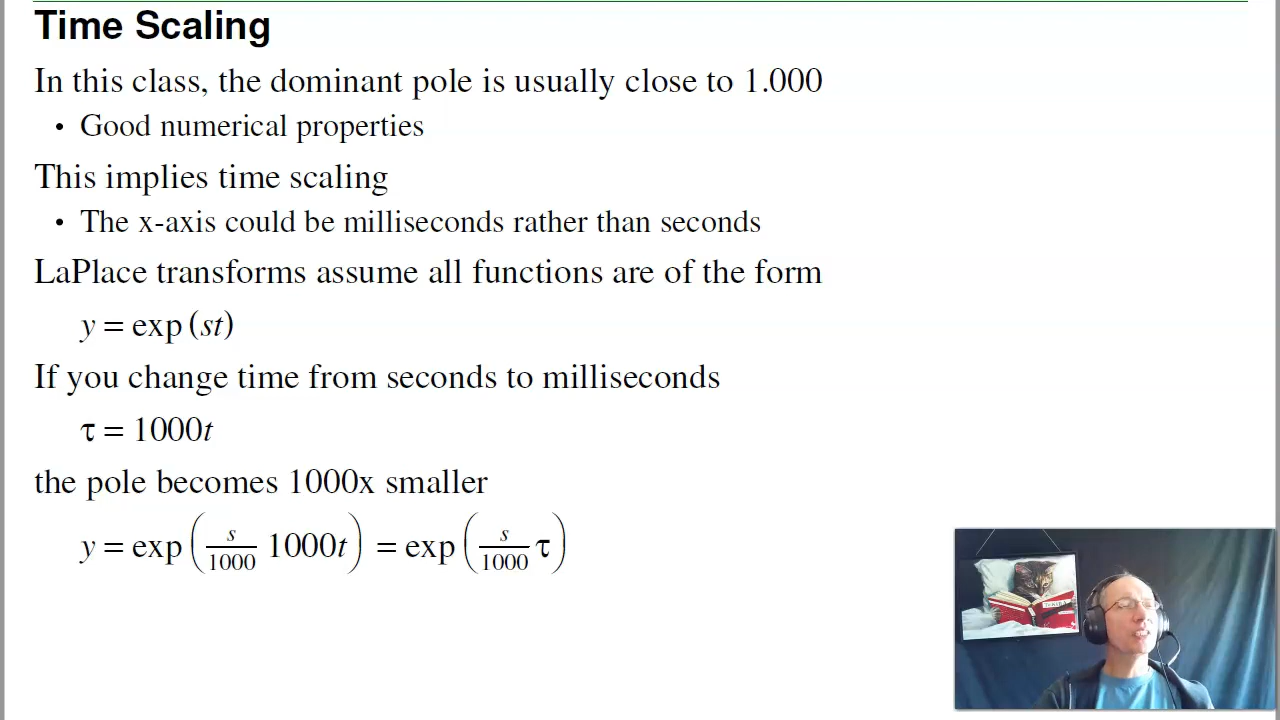 Time Scaling
In this class, the dominant pole is usually close to 1.000
• Good numerical properties
This implies time scaling
• The x-axis could be milliseconds rather than seconds
LaPlace transforms assume all functions are of the form
y = exp (st)
If you change time from seconds to milliseconds
τ = 1000t
the pole becomes 1000x smaller
y = exp(s/1000 1000t) = exp(s/1000 τ)